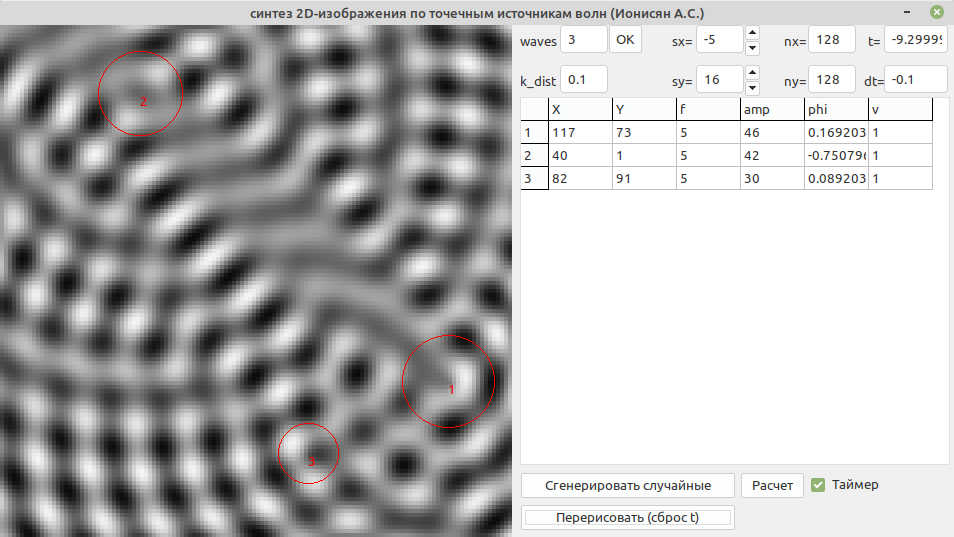 синтез 2D-изображения по точечным источникам волн (Ионисян А.С.)
waves 3 OK sx= -5 nx= 128 t= -9.29999
k_dist 0.1 sy= 16 ny= 128 dt= -0.1
X Y f amp phi v
1 117 73 5 46 0.169203 1
2 40 1 5 42 -0.75079 1
3 82 91 5 30 0.089203 1
2
1
3
Сгенерировать случайные Расчет Таймер
Перерисовать (сброс t)